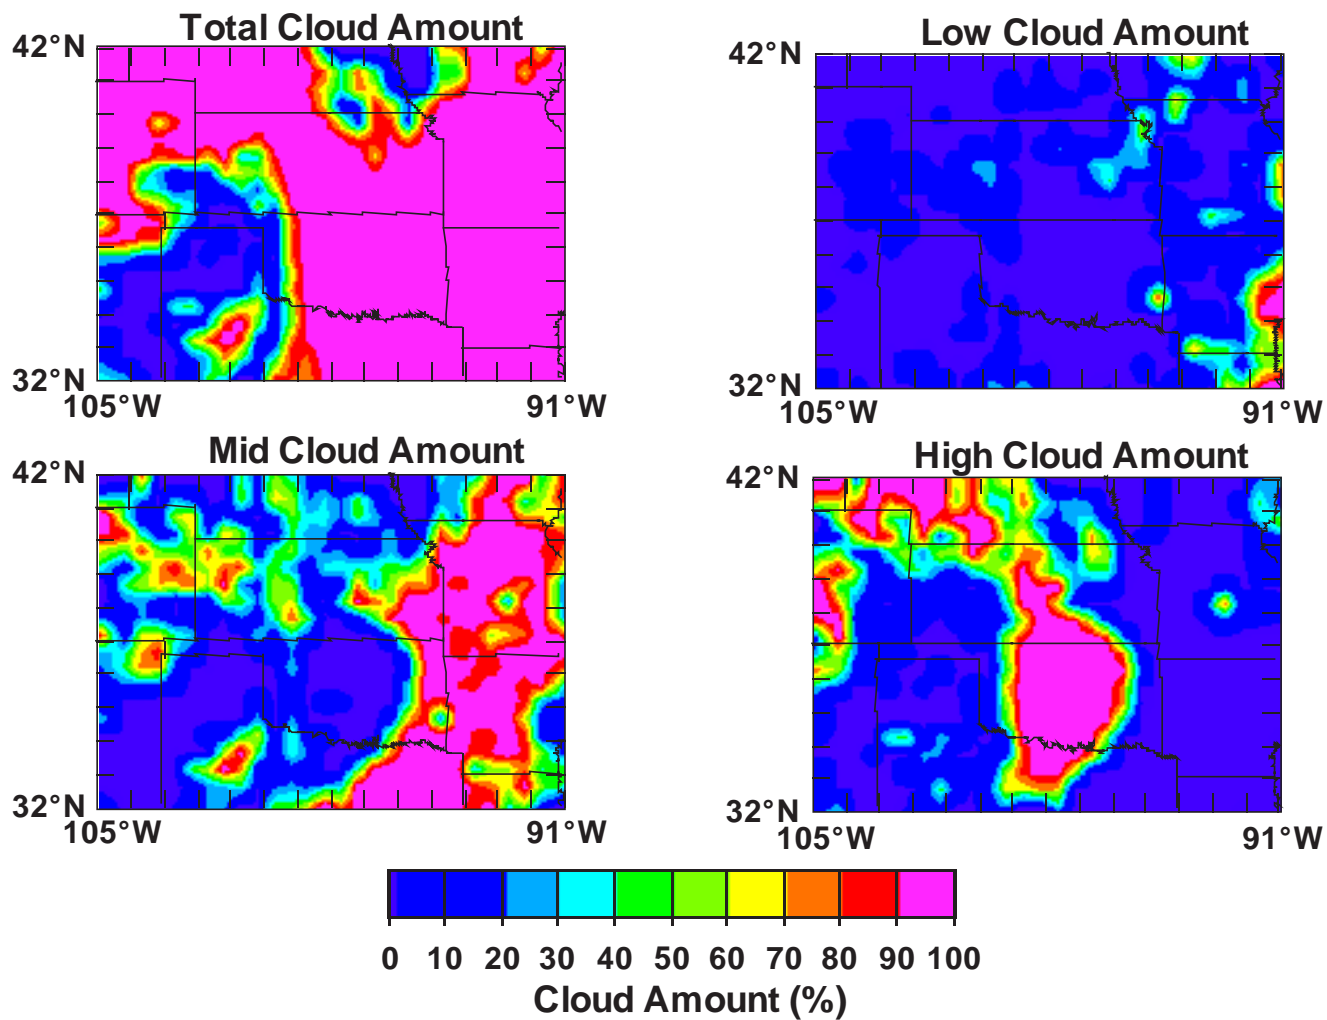 Total Cloud Amount
42°N
32°N
105°W 91°W
Low Cloud Amount
42°N
32°N
105°W 91°W
Mid Cloud Amount
42°N
32°N
105°W 91°W
High Cloud Amount
42°N
32°N
105°W 91°W
0 10 20 30 40 50 60 70 80 90 100
Cloud Amount (%)